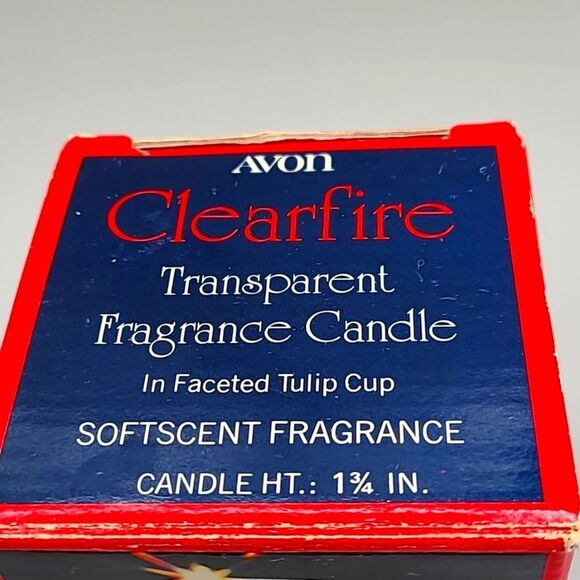 AVON
Clearfire
Transparent
Fragrance Candle
In Faceted Tulip Cup
SOFTSCENT FRAGRANCE
CANDLE HT.: 1¾ IN.